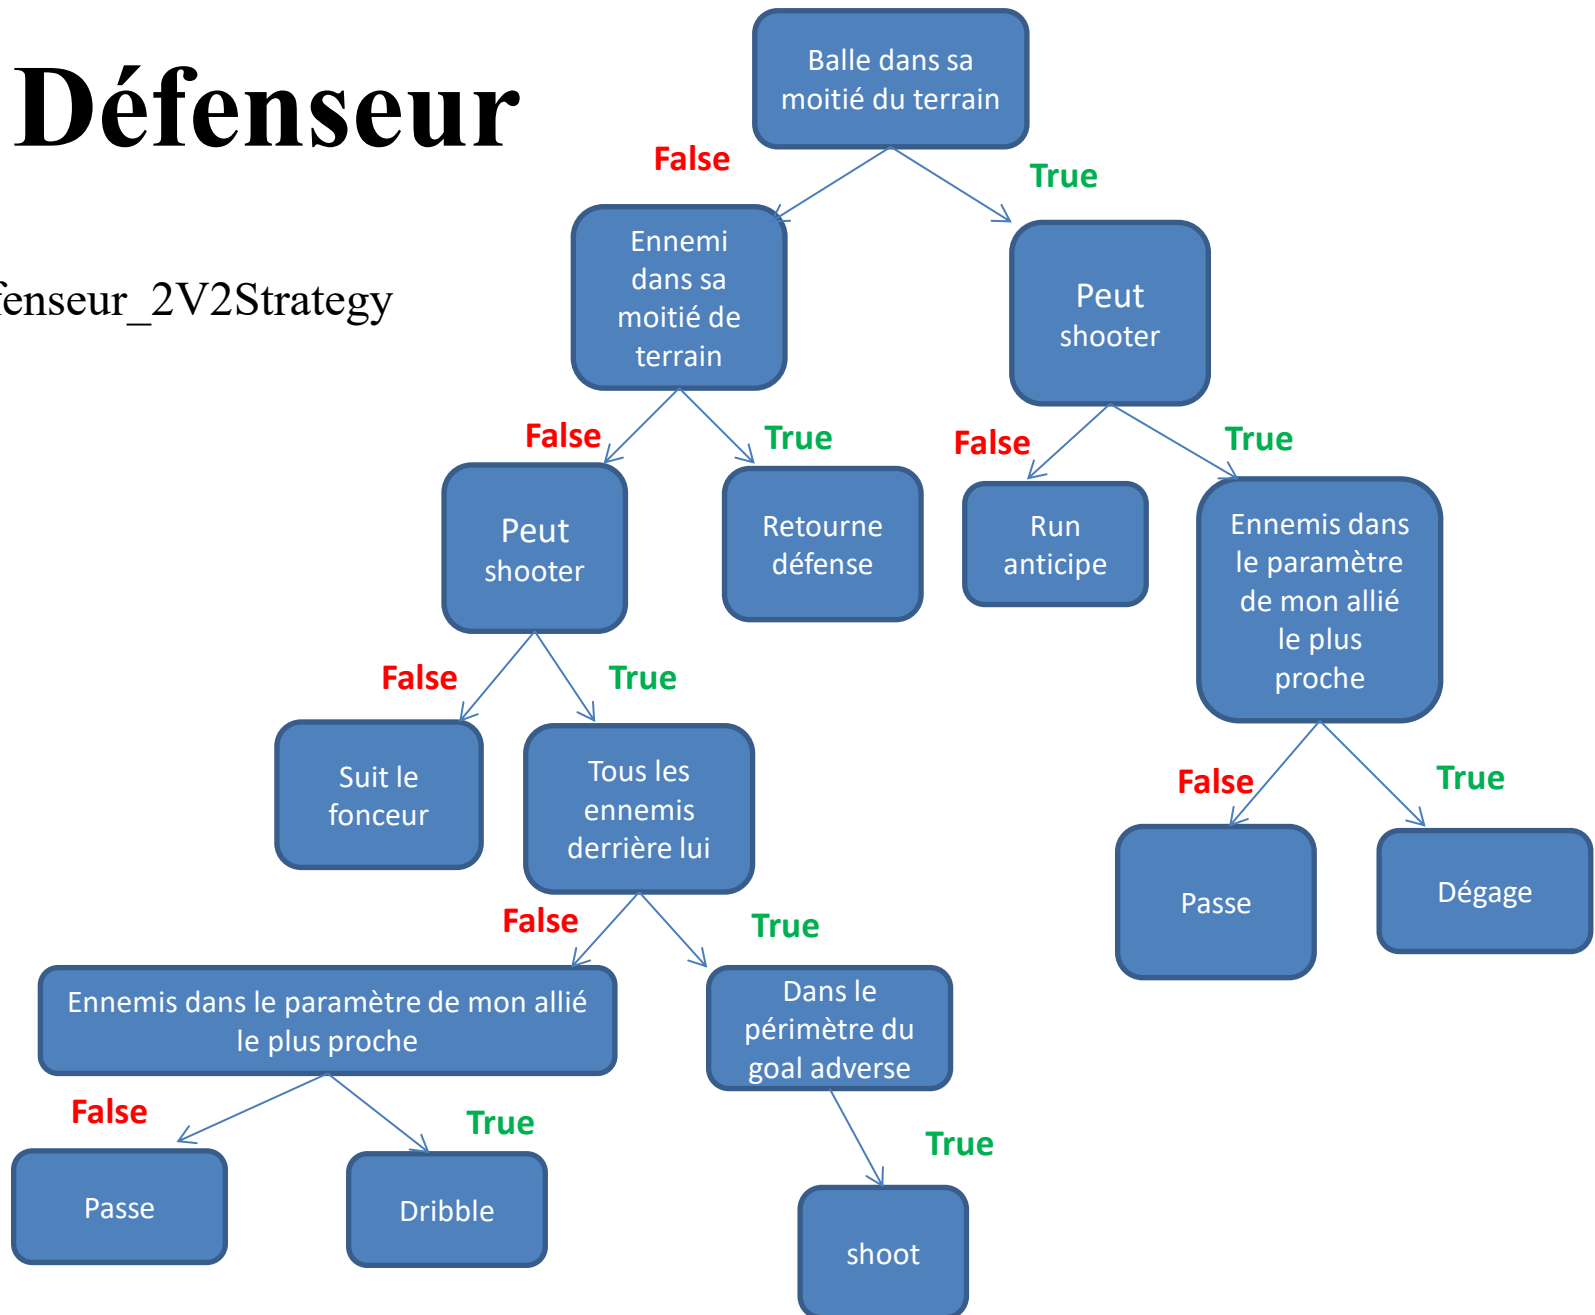 Défenseur
fenseur_2V2Strategy
Balle dans sa
moitié du terrain
False
True
Ennemi
dans sa
moitié de
terrain
Peut
shooter
False
True
False
True
Peut
shooter
Retourne
défense
Run
anticipe
Ennemis dans
le paramètre
de mon allié
le plus
proche
False
True
False
True
Suit le
fonceur
Tous les
ennemis
derrière lui
Passe
Dégage
False
True
Ennemis dans le paramètre de mon allié
le plus proche
Dans le
périmètre du
goal adverse
False
True
True
Passe
Dribble
shoot